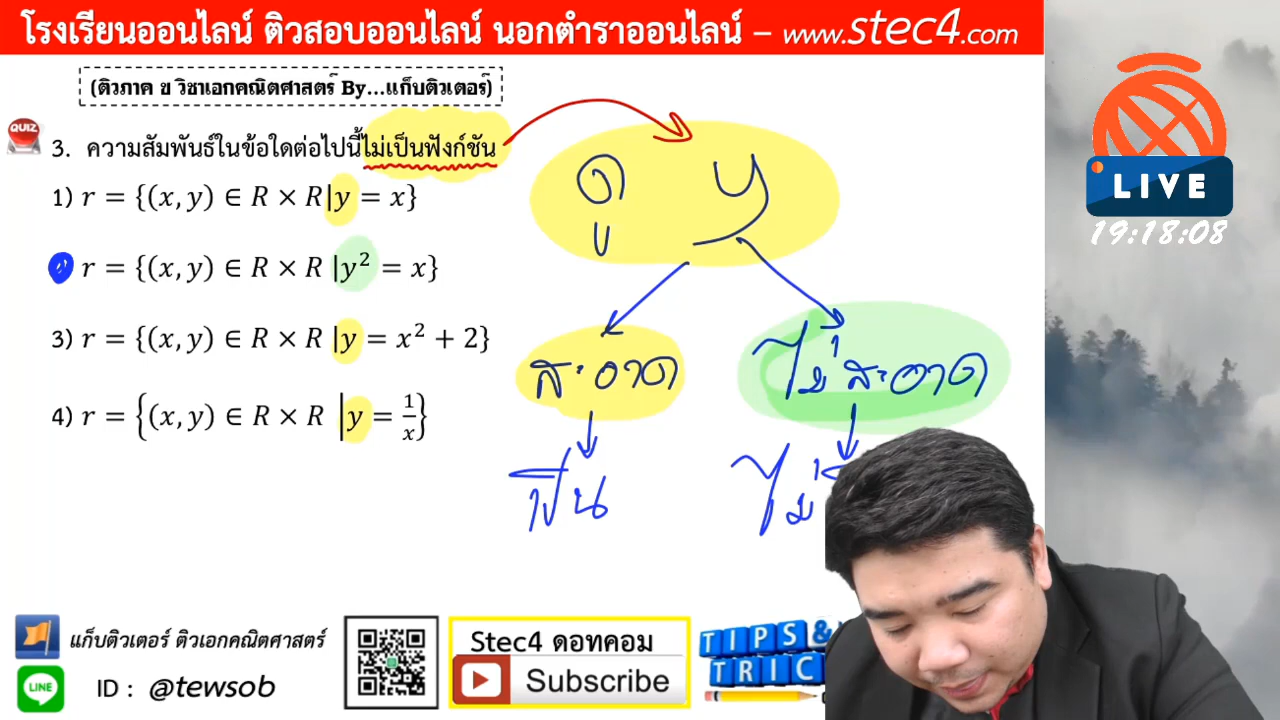 โรงเรียนออนไลน์ ติวสอบออนไลน์ นอกตำราออนไลน์ – www.stec4.com
(ติวภาค ข วิชาเอกคณิตศาสตร์ By...แก็บติวเตอร์)
QUIZ
3. ความสัมพันธ์ในข้อใดต่อไปนี้ไม่เป็นฟังก์ชัน
1) r = {(x, y) ∈ R × R|y = x}
r = {(x, y) ∈ R × R |y² = x}
3) r = {(x, y) ∈ R × R |y = x² + 2}
4) r = {(x, y) ∈ R × R |y = 1/x}
ดู y
สะอาด
ไม่สะอาด
เป็น
ไม่
LIVE
19:18:08
แก็บติวเตอร์ ติวเอกคณิตศาสตร์
LINE
ID : @tewsob
Stec4 ดอทคอม
Subscribe
TIPS &
TRIC